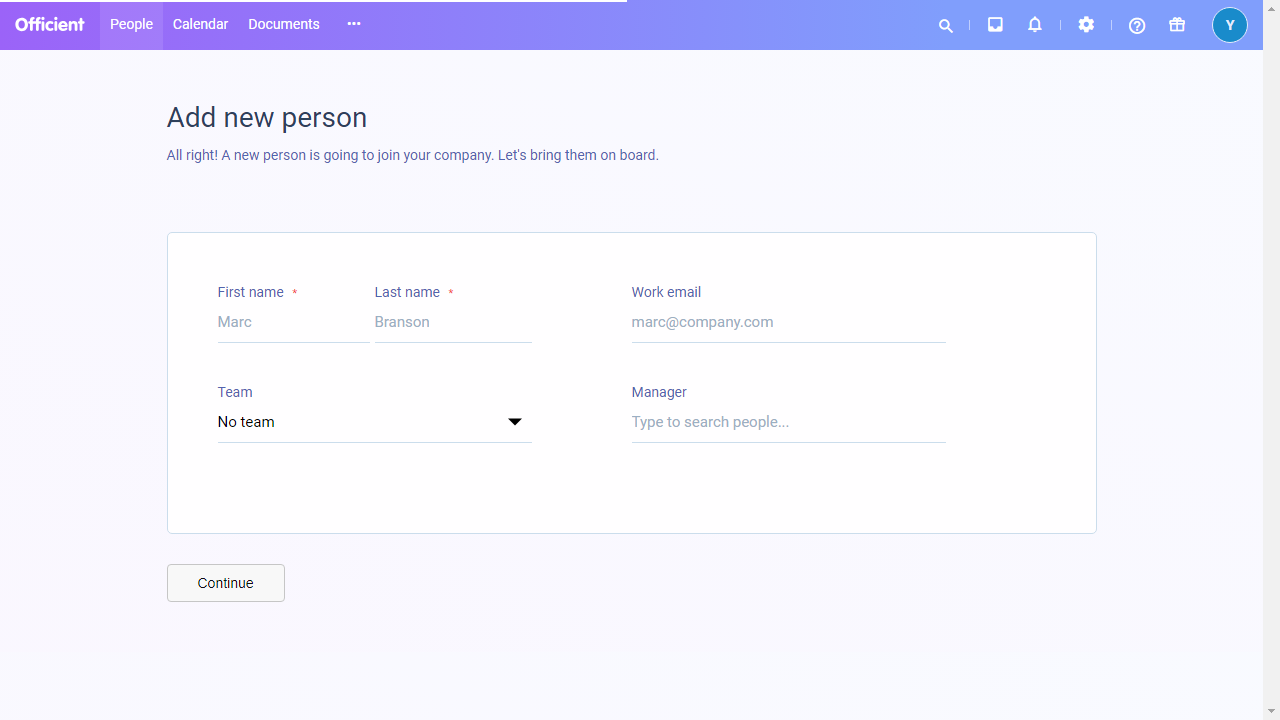 Officient People Calendar Documents ••• Y
Add new person
All right! A new person is going to join your company. Let's bring them on board.
First name * Last name * Work email
Marc Branson marc@company.com
Team Manager
No team Type to search people...
Continue